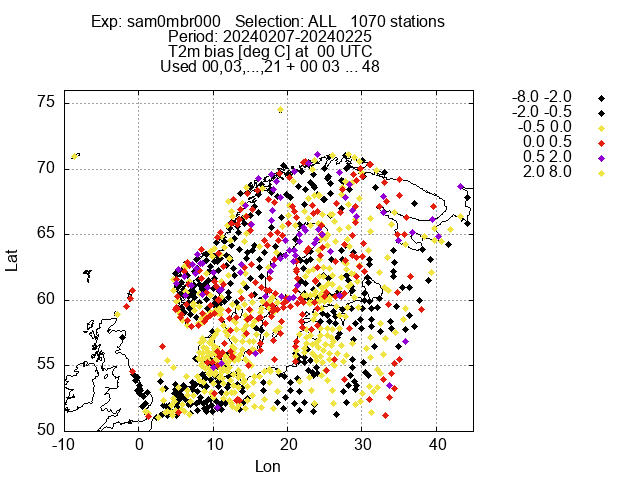 Exp: sam0mbr000   Selection: ALL   1070 stations
Period: 20240207-20240225
T2m bias [deg C] at  00 UTC
Used 00,03,...,21 + 00 03 ... 48
-8.0 -2.0
-2.0 -0.5
-0.5 0.0
0.0 0.5
0.5 2.0
2.0 8.0
75
70
65
60
55
50
Lat
-10 0 10 20 30 40
Lon